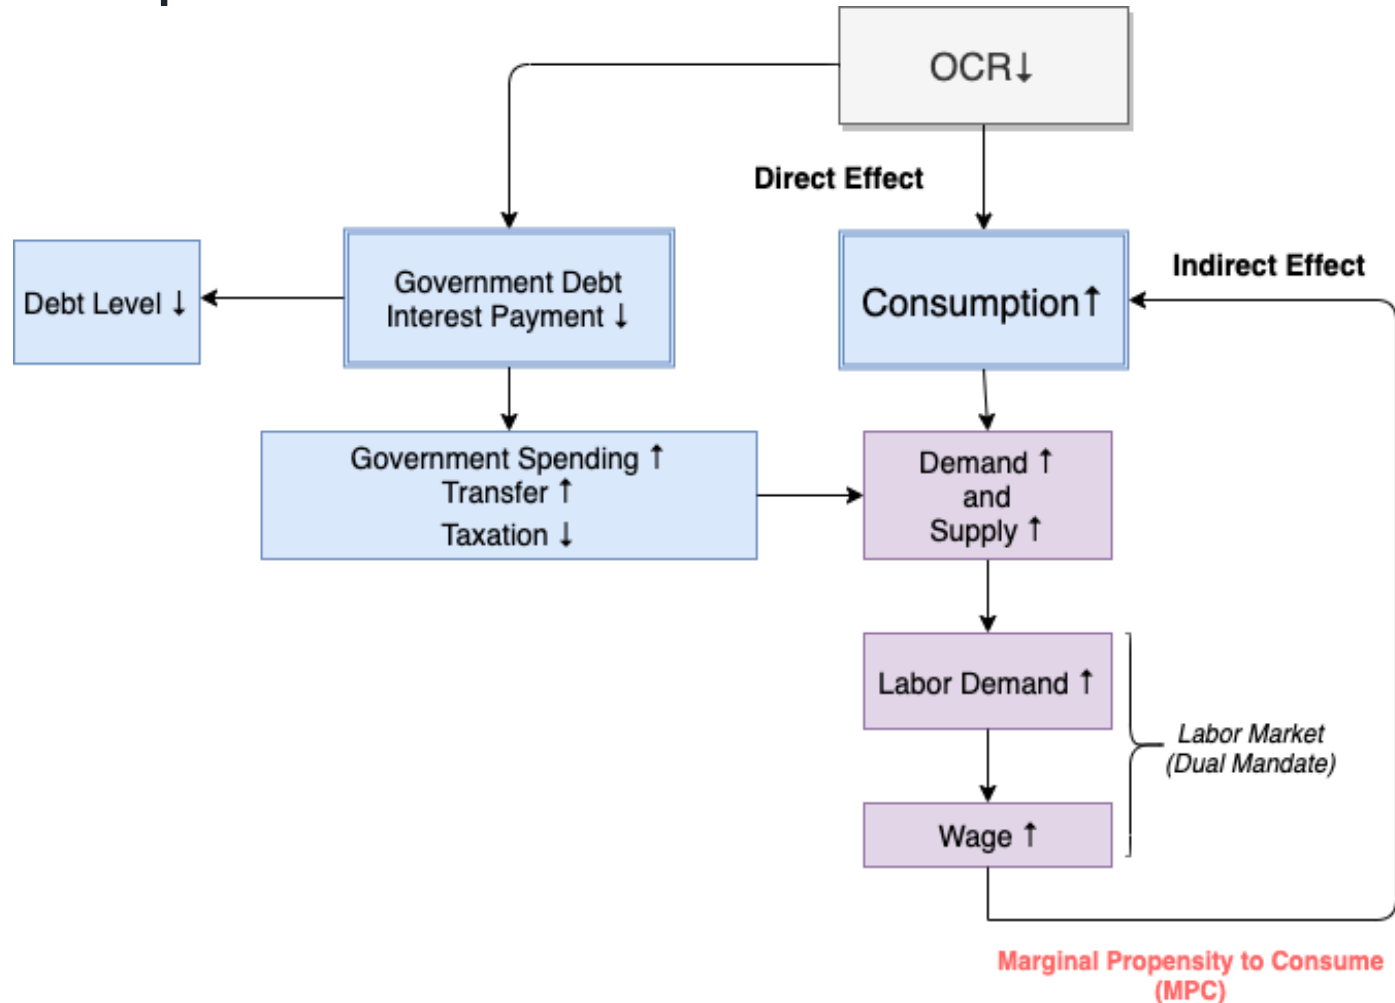 OCR↓
Direct Effect
Indirect Effect
Debt Level ↓
Government Debt
Interest Payment ↓
Consumption↑
Government Spending ↑
Transfer ↑
Taxation ↓
Demand ↑
and
Supply ↑
Labor Demand ↑
Labor Market
(Dual Mandate)
Wage ↑
Marginal Propensity to Consume
(MPC)